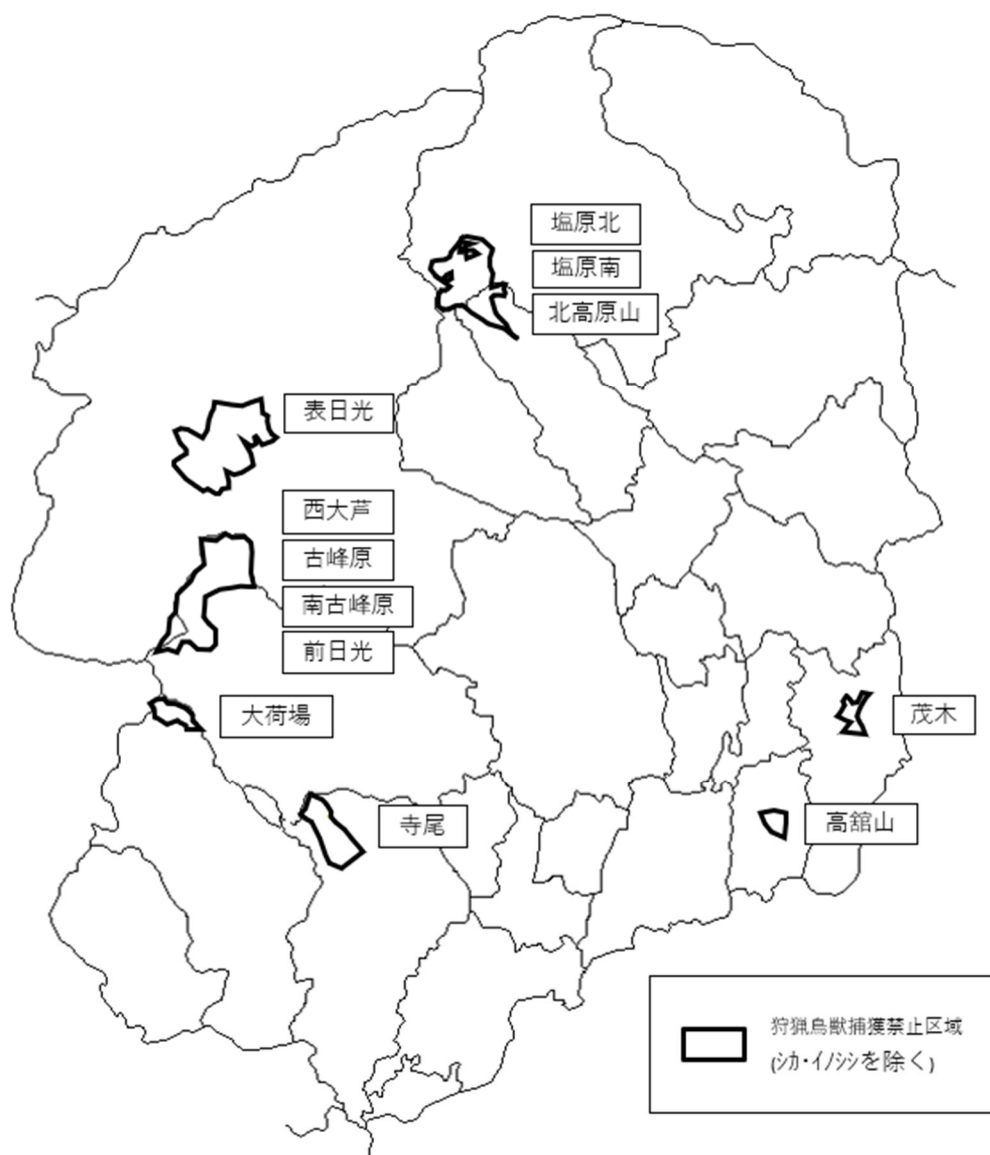 塩原北
塩原南
北高原山
表日光
西大芦
古峰原
南古峰原
前日光
大荷場
茂木
寺尾
高舘山
狩猟鳥獣捕獲禁止区域
(シカ・イノシシを除く)